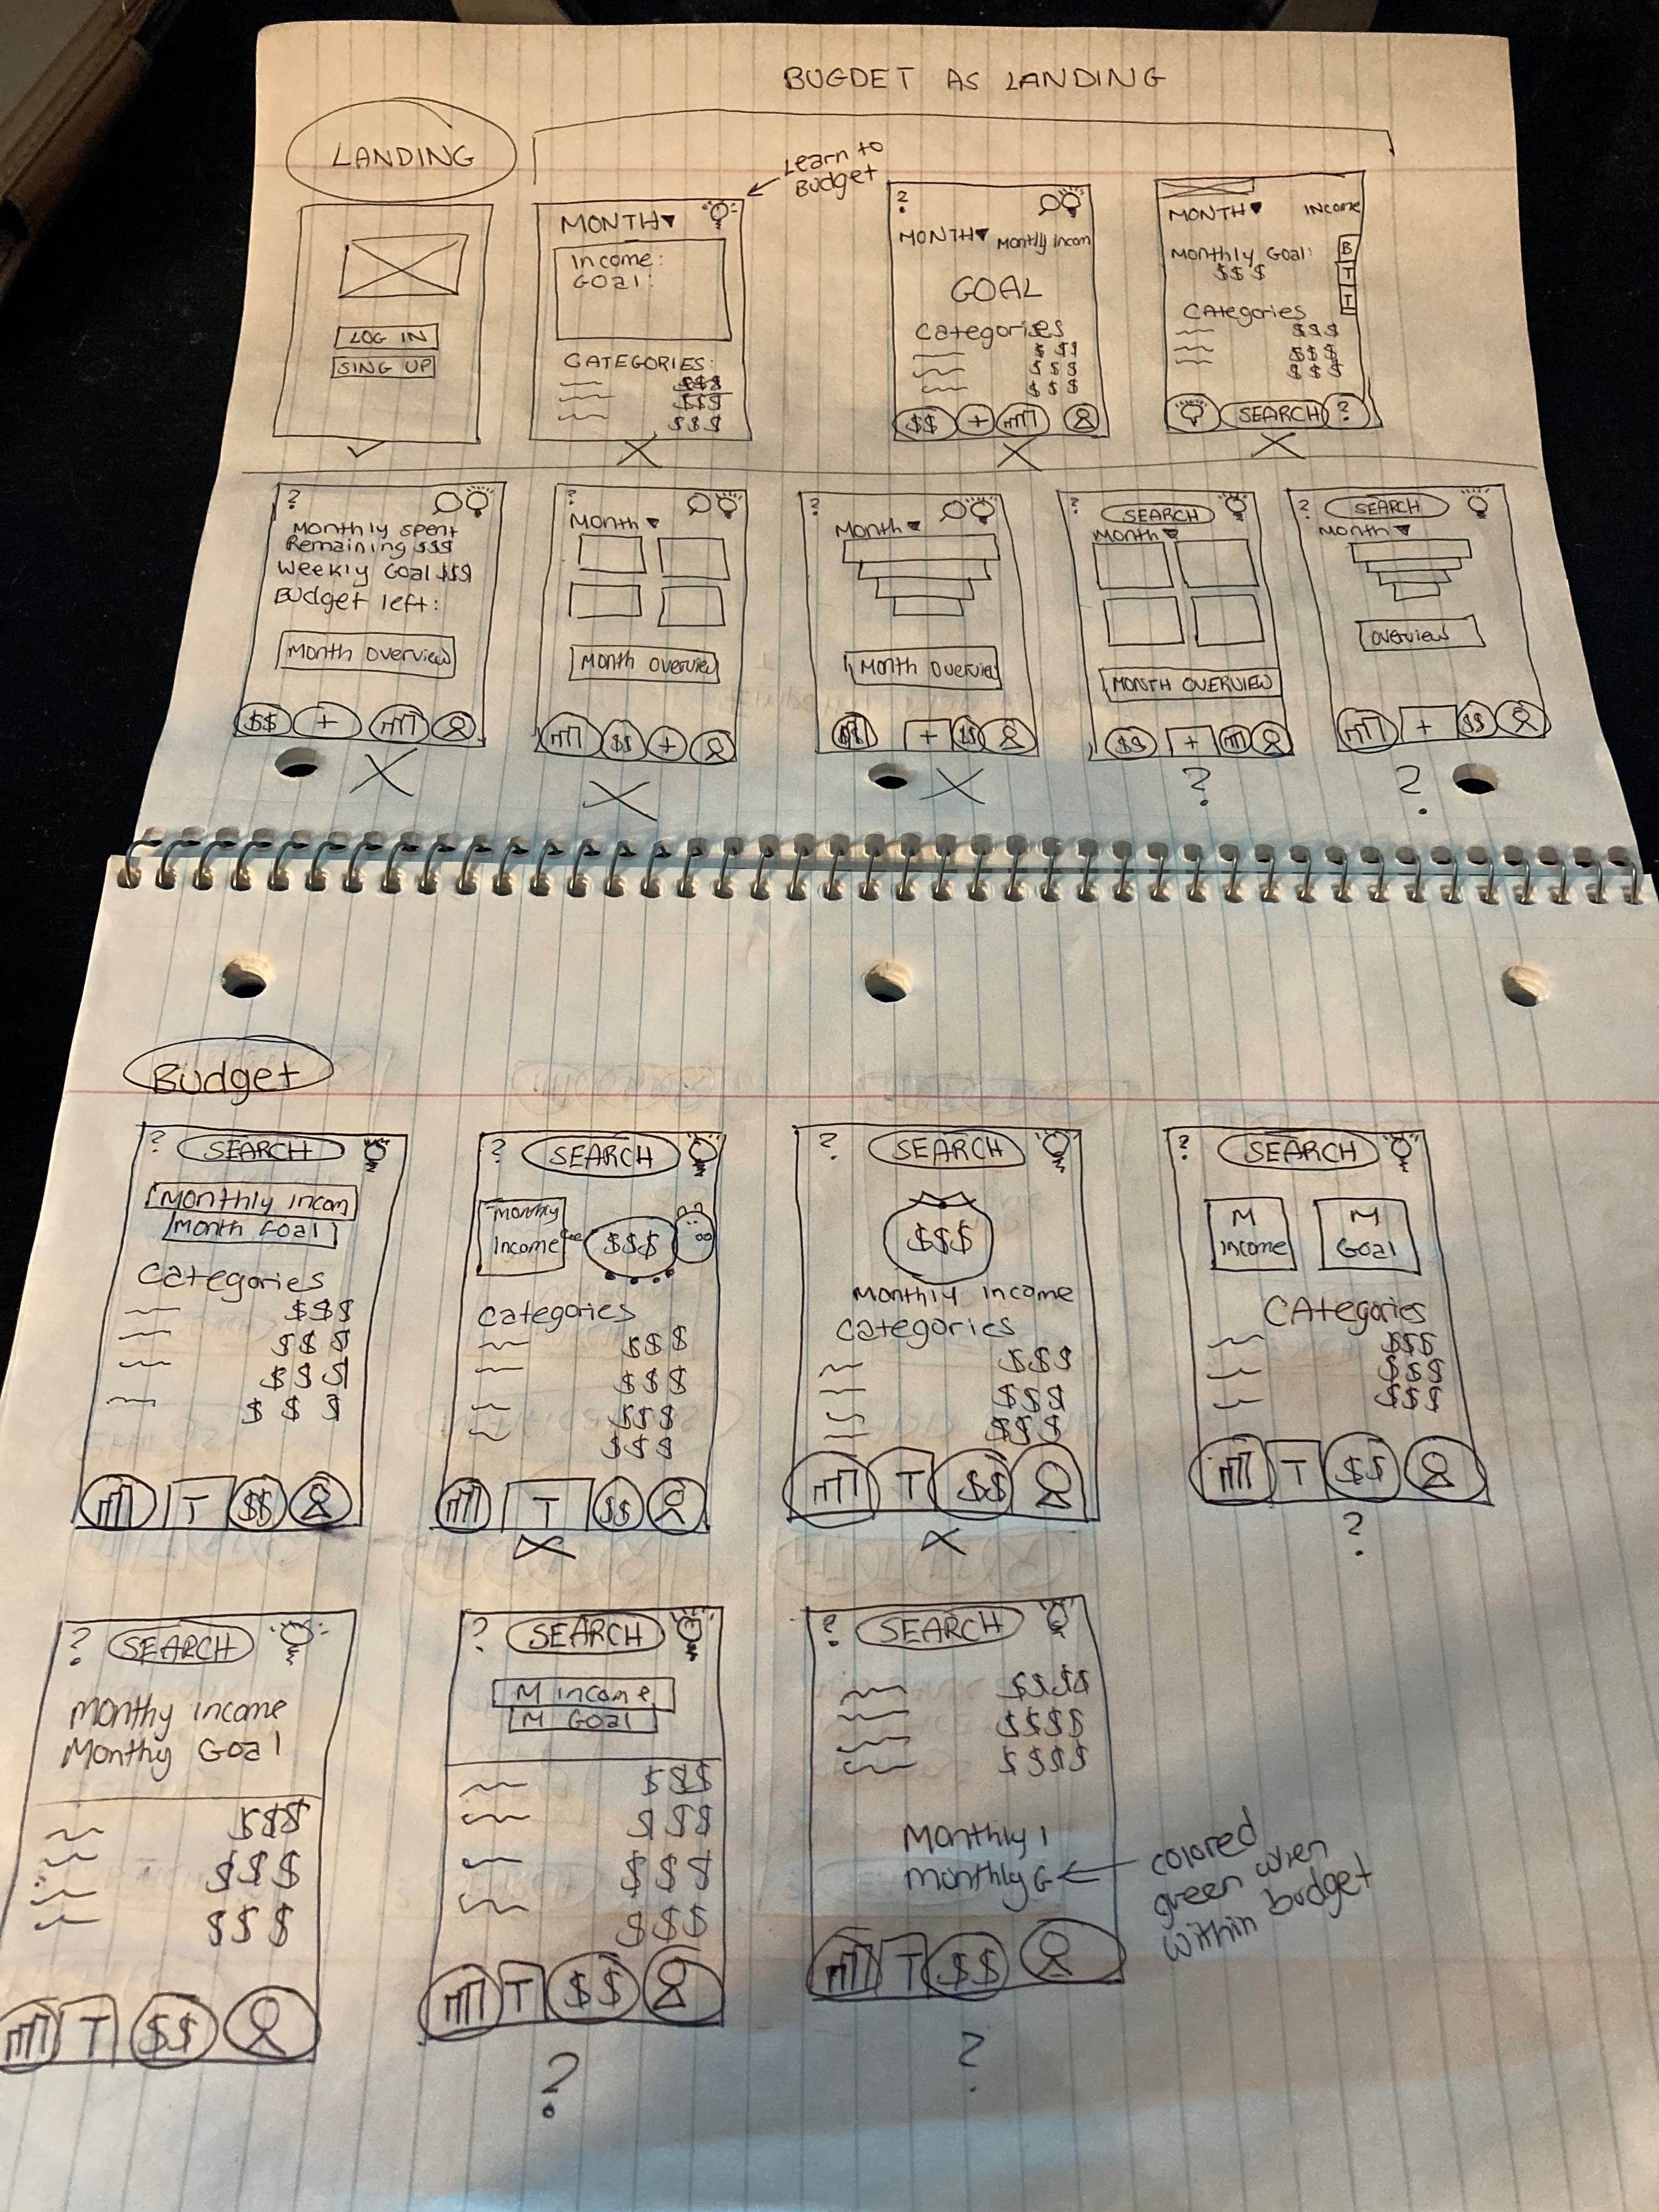 BUGDET AS LANDING
LANDING
Learn to
Budget
LOG IN
SING UP
MONTH
Income:
GOal:
CATEGORIES:
$$$
$$$
$$$
?
MONTH Monthly Incom
GOAL
Categories
$$$
$$$
$$$
$$ +
MONTH INcome
Monthly Goal:
$$$
B
T
I
CAtegories
$$$
$$$
$$$
SEARCH ?
X X X
?
Monthly Spent
Remaining $$$
Weekly Goal $$$
Budget left:
Month Overview
$$ +
X
?
Month
Month Overview
$$ +
X
?
Month
Month Overview
+ $$
X
? SEARCH
Month
MONTH OVERVIEW
$$ +
?
? SEARCH
Month
Overview
+ $$
?
Budget
? SEARCH
Monthly Incom
Month Goal
Categories
$$$
$$$
$$$
$$$
T $$
? SEARCH
Monthly
Income
$$$
Categories
$$$
$$$
$$$
$$$
T $$
X
? SEARCH
$$$
Monthly Income
Categories
$$$
$$$
$$$
T $$
X
? SEARCH
M
Income
M
Goal
CAtegories
$$$
$$$
$$$
T $$
?
? SEARCH
Monthy Income
Monthy Goal
$$$
$$$
$$$
T $$
? SEARCH
M Income
M GOal
$$$
$$$
$$$
$$$
T $$
?
? SEARCH
$$$$
$$$$
$$$$
Monthly I
monthly G
colored
green when
within budget
T $$
?